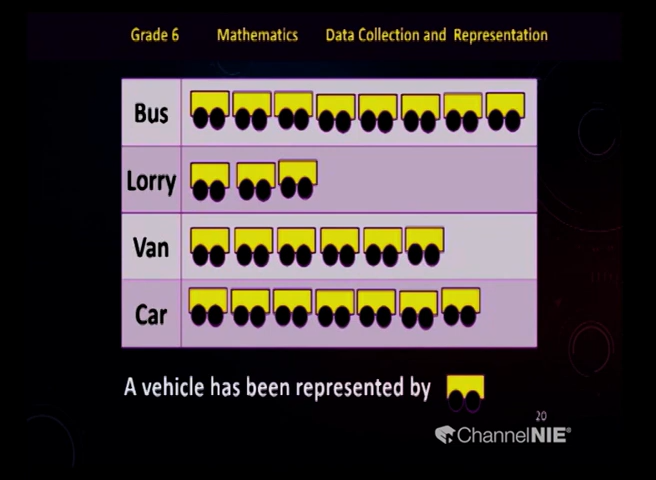 Grade 6 Mathematics Data Collection and Representation
Bus
Lorry
Van
Car
A vehicle has been represented by
20
ChannelNIE